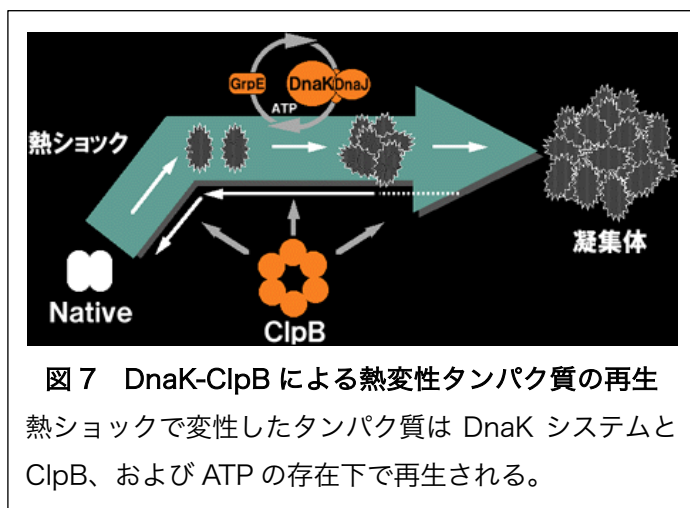 GrpE
DnaK
DnaJ
ATP
熱ショック
凝集体
Native
ClpB
図 7 DnaK-ClpB による熱変性タンパク質の再生
熱ショックで変性したタンパク質は DnaK システムと
ClpB、および ATP の存在下で再生される。